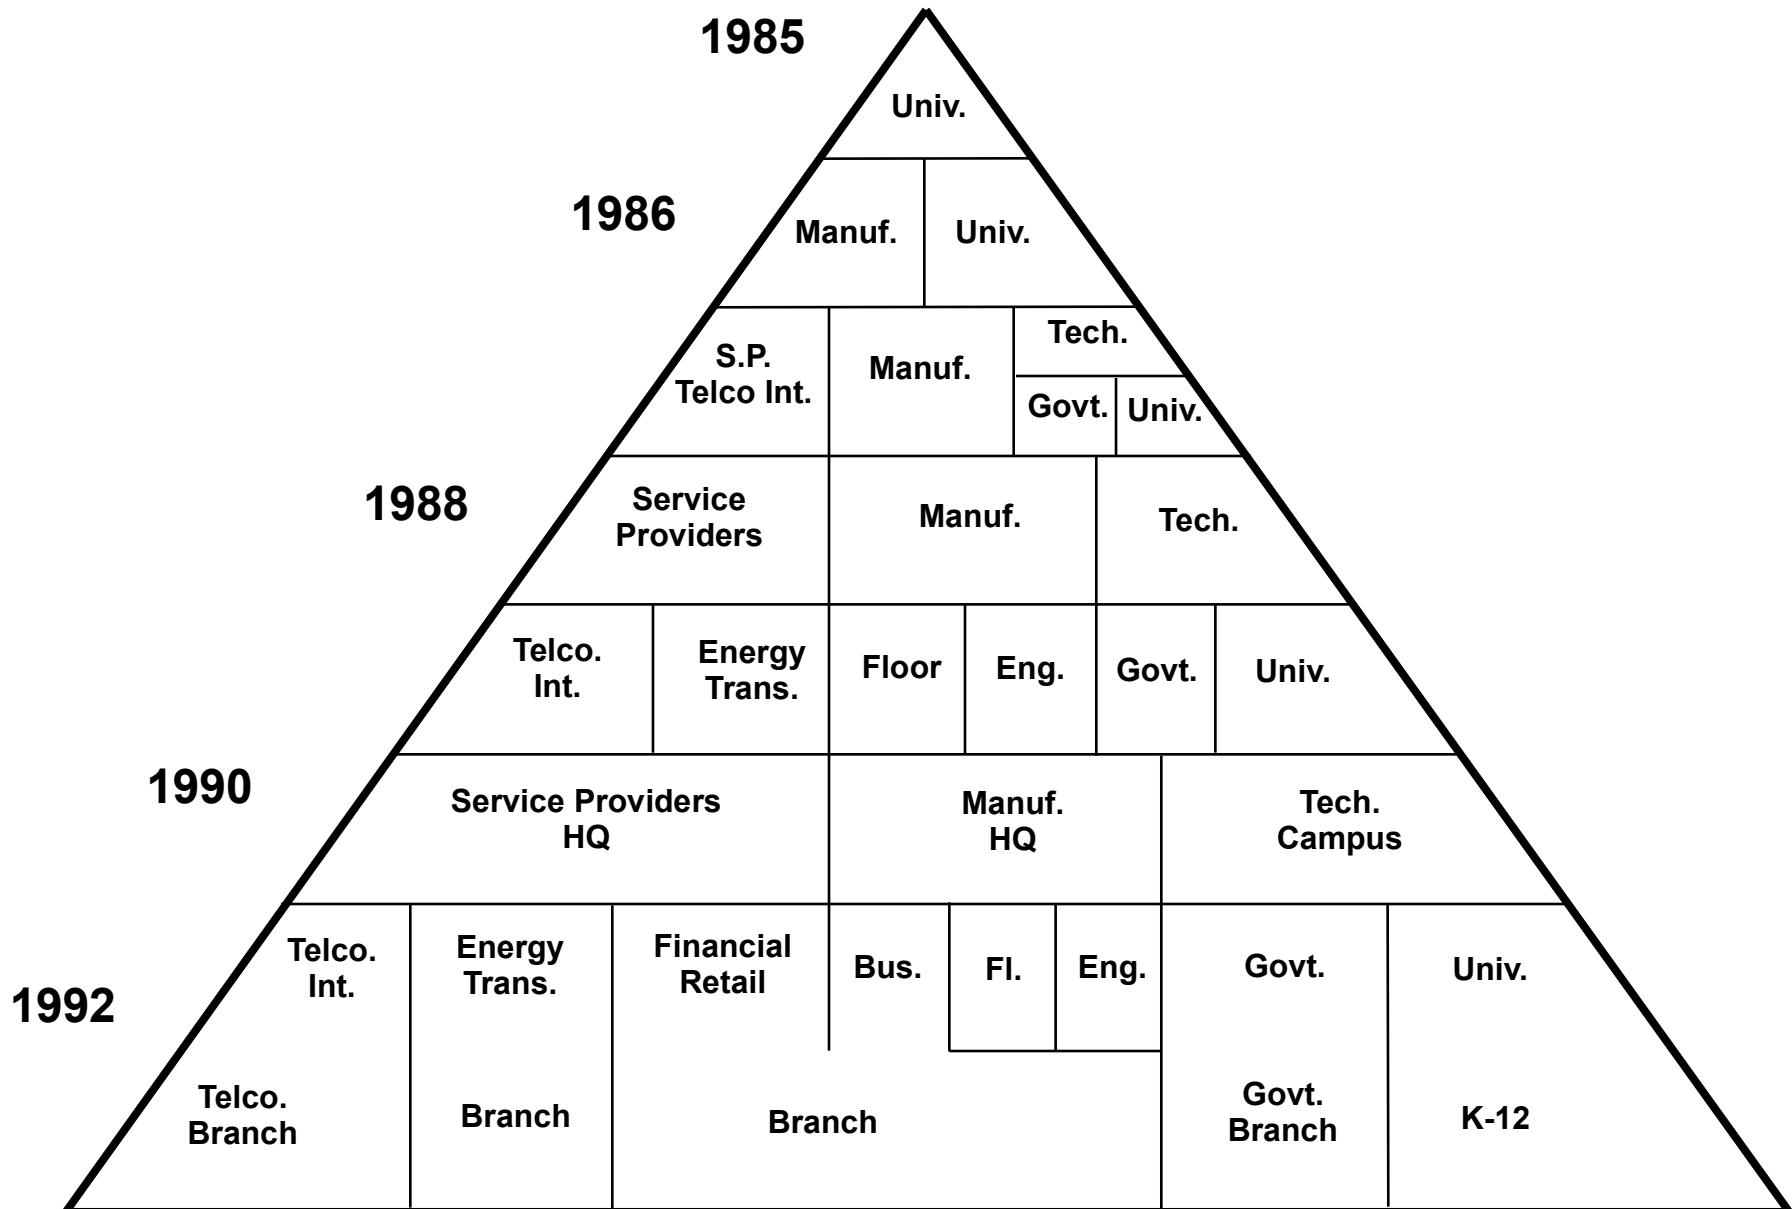 1985
Univ.
1986
Manuf.
Univ.
S.P.
Telco Int.
Manuf.
Tech.
Govt.
Univ.
1988
Service
Providers
Manuf.
Tech.
Telco.
Int.
Energy
Trans.
Floor
Eng.
Govt.
Univ.
1990
Service Providers
HQ
Manuf.
HQ
Tech.
Campus
1992
Telco.
Int.
Energy
Trans.
Financial
Retail
Bus.
Fl.
Eng.
Govt.
Univ.
Telco.
Branch
Branch
Branch
Govt.
Branch
K-12